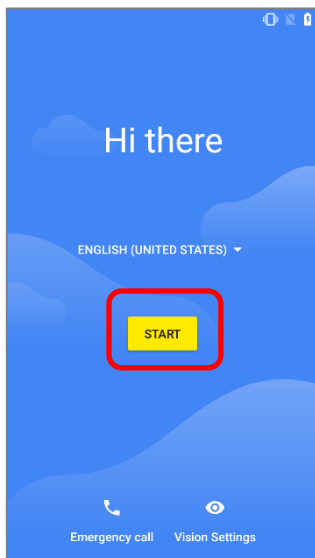 Hi there
ENGLISH (UNITED STATES)
START
Emergency call Vision Settings